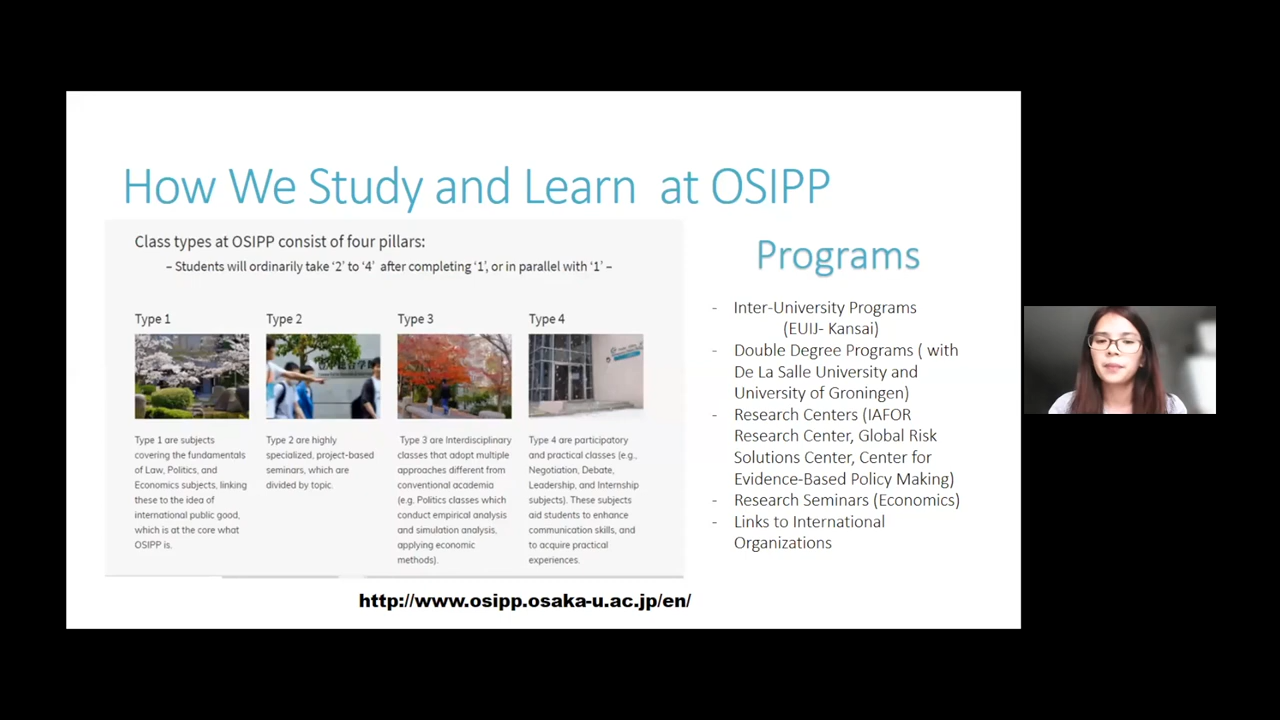 How We Study and Learn at OSIPP
Class types at OSIPP consist of four pillars:
– Students will ordinarily take '2' to '4' after completing '1', or in parallel with '1' –
Type 1
Type 1 are subjects
covering the fundamentals
of Law, Politics, and
Economics subjects, linking
these to the idea of
international public good,
which is at the core what
OSIPP is.
Type 2
Type 2 are highly
specialized, project-based
seminars, which are
divided by topic.
Type 3
Type 3 are Interdisciplinary
classes that adopt multiple
approaches different from
conventional academia
(e.g. Politics classes which
conduct empirical analysis
and simulation analysis,
applying economic
methods).
Type 4
Type 4 are participatory
and practical classes (e.g.,
Negotiation, Debate,
Leadership, and Internship
subjects). These subjects
aid students to enhance
communication skills, and
to acquire practical
experiences.
Programs
- Inter-University Programs
(EUIJ- Kansai)
- Double Degree Programs ( with
De La Salle University and
University of Groningen)
- Research Centers (IAFOR
Research Center, Global Risk
Solutions Center, Center for
Evidence-Based Policy Making)
- Research Seminars (Economics)
- Links to International
Organizations
http://www.osipp.osaka-u.ac.jp/en/